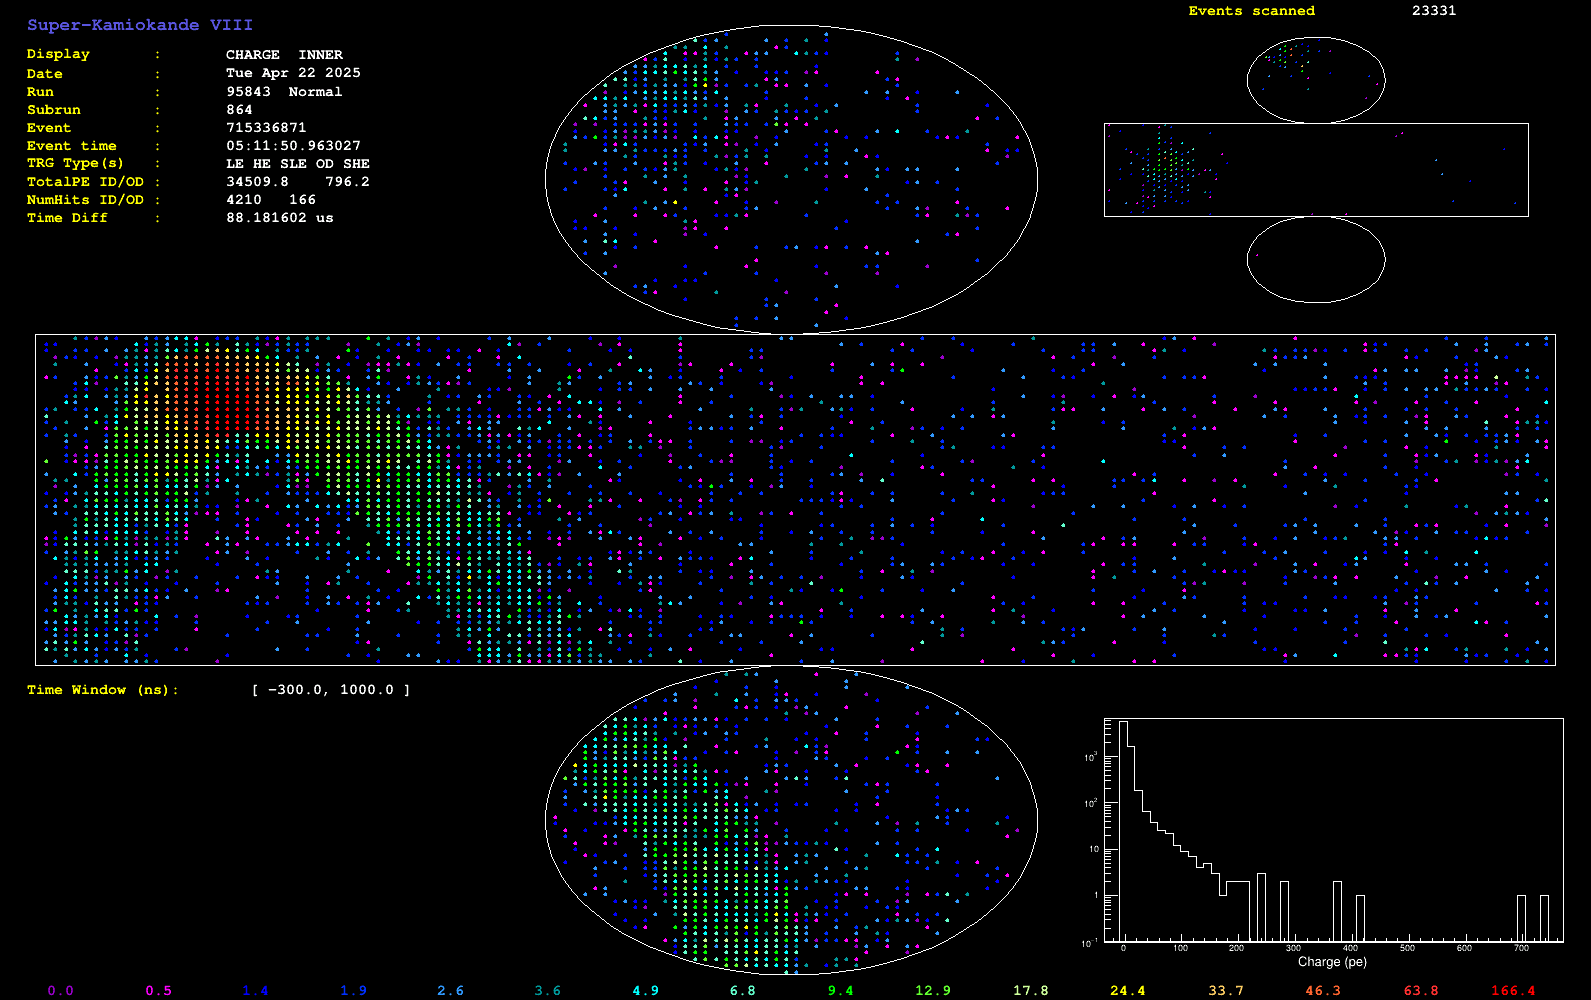 Super-Kamiokande VIII
Display : CHARGE INNER
Date : Tue Apr 22 2025
Run : 95843 Normal
Subrun : 864
Event : 715336871
Event time : 05:11:50.963027
TRG Type(s) : LE HE SLE OD SHE
TotalPE ID/OD : 34509.8 796.2
NumHits ID/OD : 4210 166
Time Diff : 88.181602 us
Events scanned 23331
Time Window (ns): [ -300.0, 1000.0 ]
10³
10²
10
1
10⁻¹
0 100 200 300 400 500 600 700
Charge (pe)
0.0 0.5 1.4 1.9 2.6 3.6 4.9 6.8 9.4 12.9 17.8 24.4 33.7 46.3 63.8 166.4